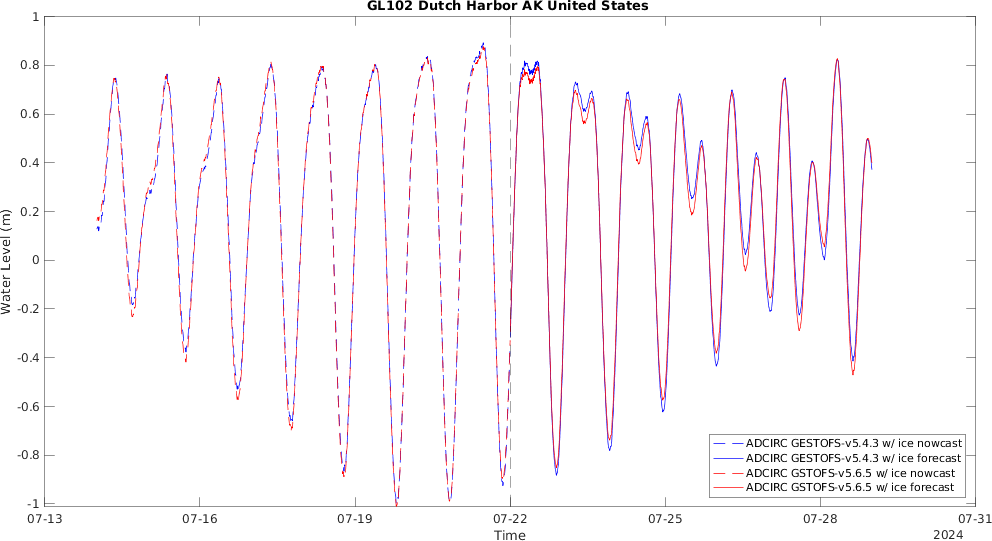 GL102 Dutch Harbor AK United States
1
0.8
0.6
0.4
0.2
0
-0.2
-0.4
-0.6
-0.8
-1
Water Level (m)
ADCIRC GESTOFS-v5.4.3 w/ ice nowcast
ADCIRC GESTOFS-v5.4.3 w/ ice forecast
ADCIRC GSTOFS-v5.6.5 w/ ice nowcast
ADCIRC GSTOFS-v5.6.5 w/ ice forecast
07-13 07-16 07-19 07-22 07-25 07-28 07-31
Time
2024